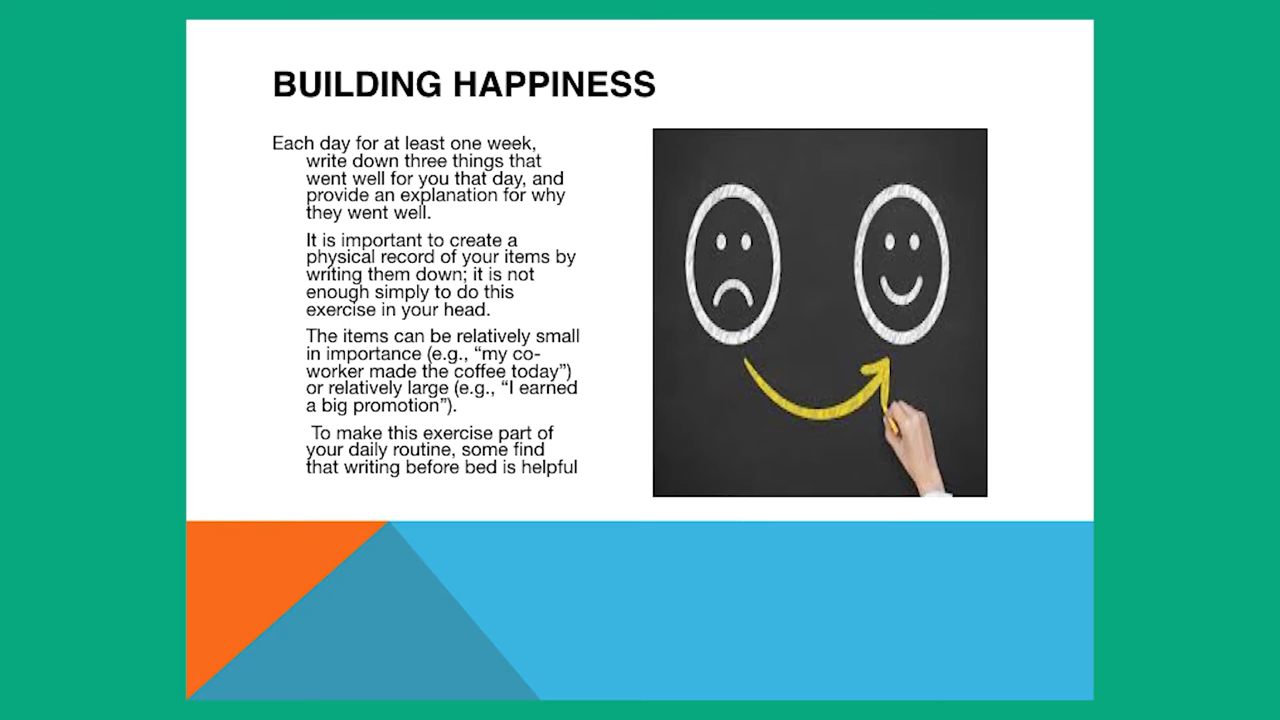 BUILDING HAPPINESS
Each day for at least one week,
write down three things that
went well for you that day, and
provide an explanation for why
they went well.
It is important to create a
physical record of your items by
writing them down; it is not
enough simply to do this
exercise in your head.
The items can be relatively small
in importance (e.g., “my co-
worker made the coffee today”)
or relatively large (e.g., “I earned
a big promotion”).
To make this exercise part of
your daily routine, some find
that writing before bed is helpful